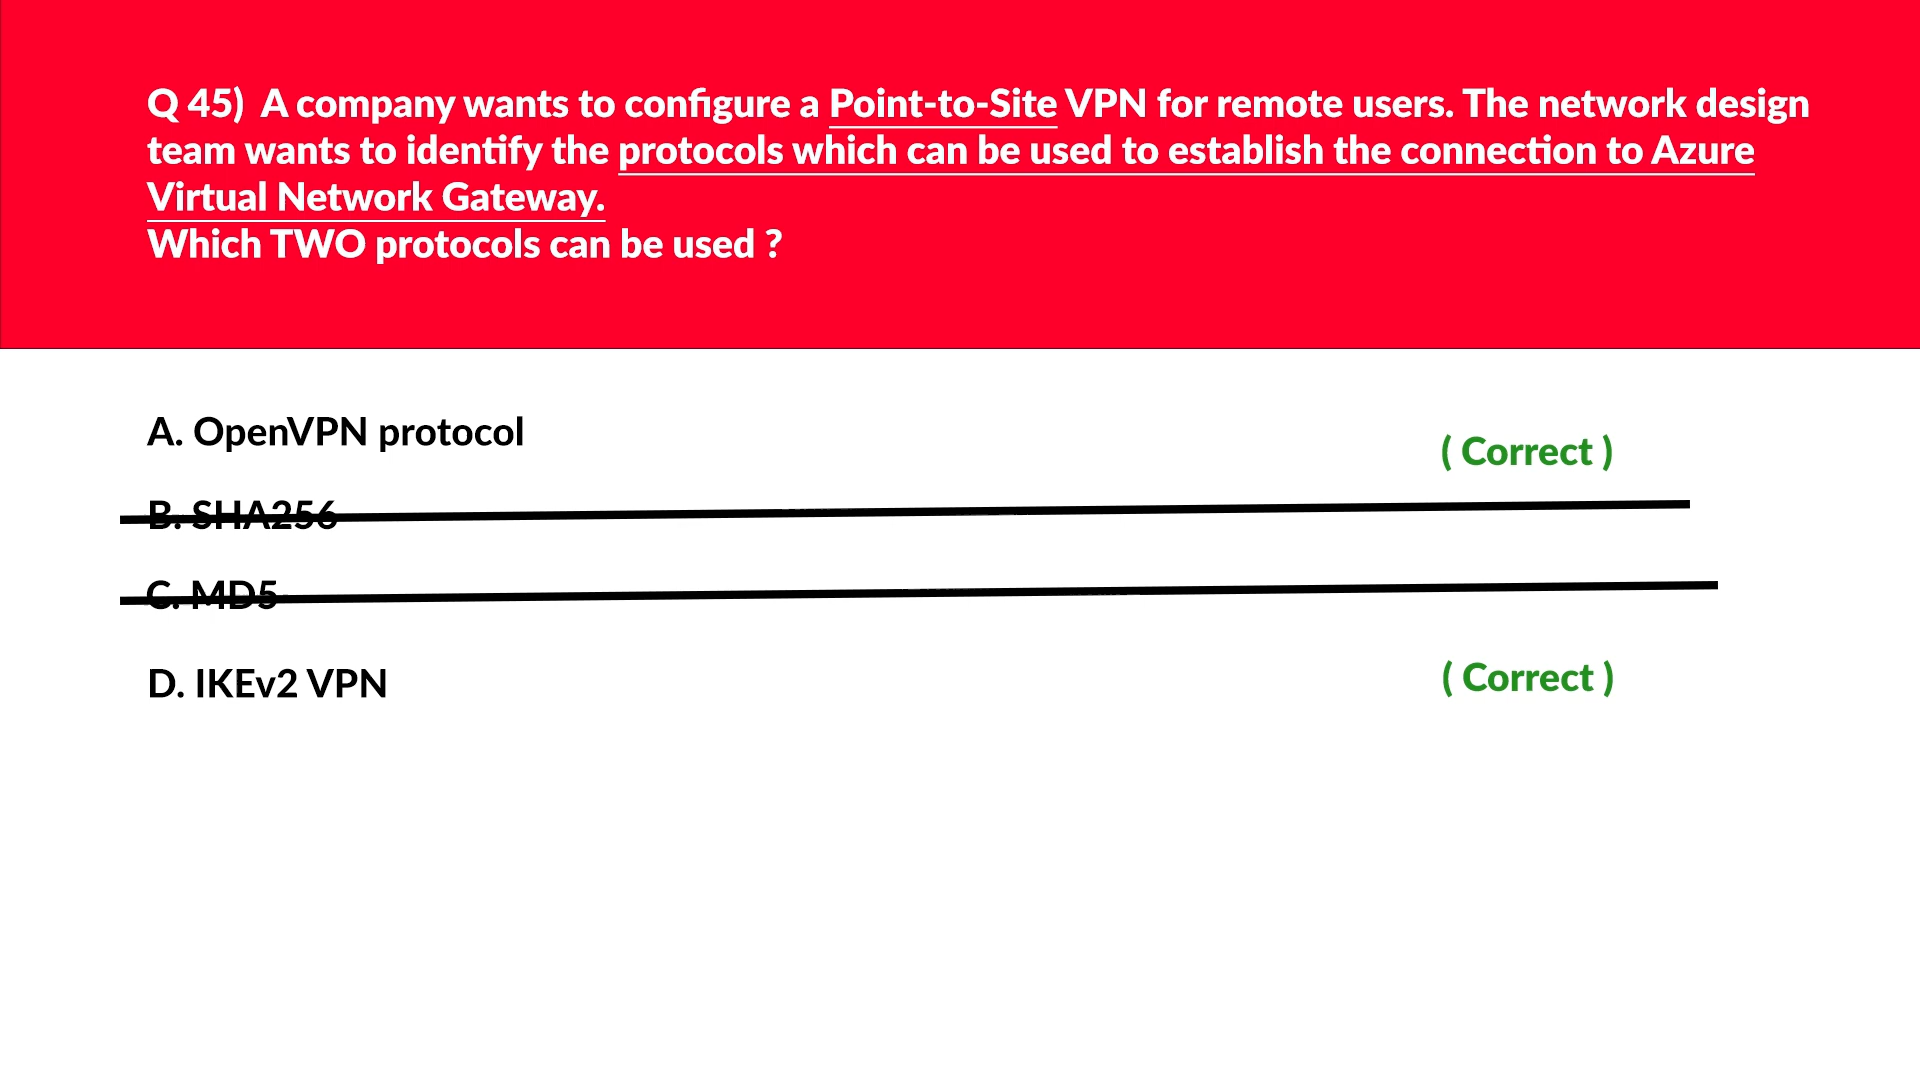 Q 45)  A company wants to configure a Point-to-Site VPN for remote users. The network design
team wants to identify the protocols which can be used to establish the connection to Azure
Virtual Network Gateway.
Which TWO protocols can be used ?
A. OpenVPN protocol
( Correct )
B. SHA256
C. MD5
D. IKEv2 VPN
( Correct )